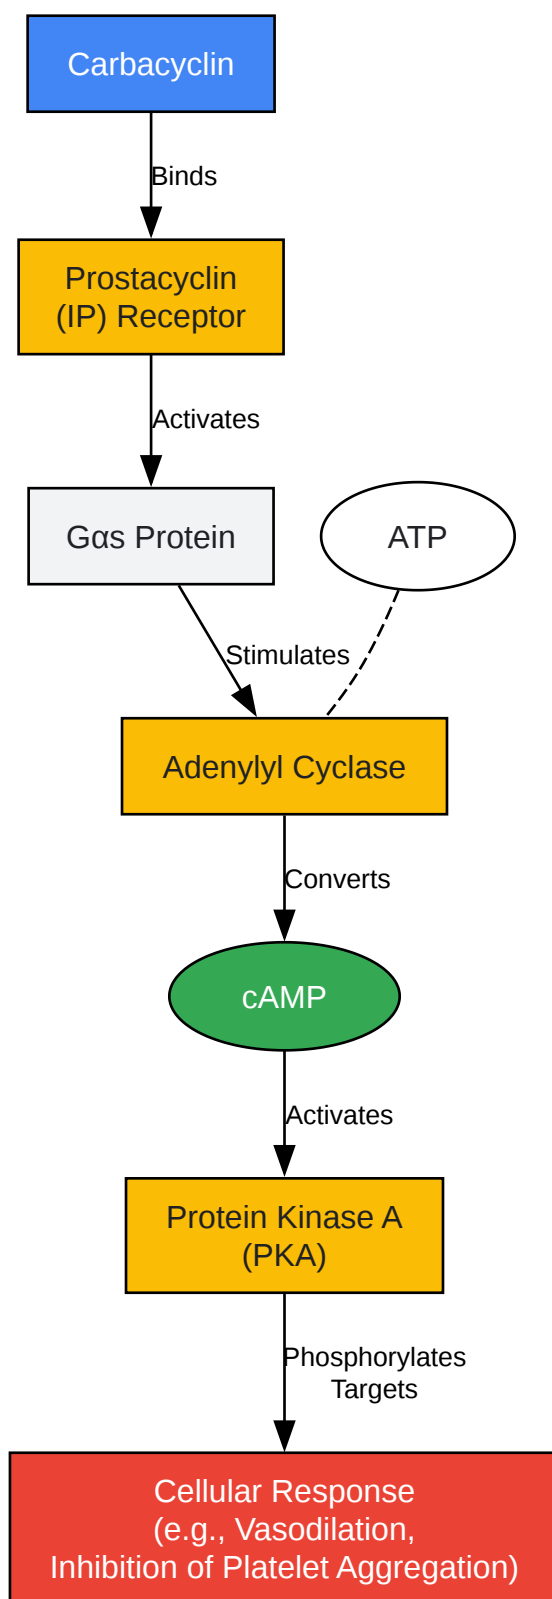 Carbacyclin
Binds
Prostacyclin
(IP) Receptor
Activates
Gαs Protein
ATP
Stimulates
Adenylyl Cyclase
Converts
cAMP
Activates
Protein Kinase A
(PKA)
Phosphorylates
Targets
Cellular Response
(e.g., Vasodilation,
Inhibition of Platelet Aggregation)